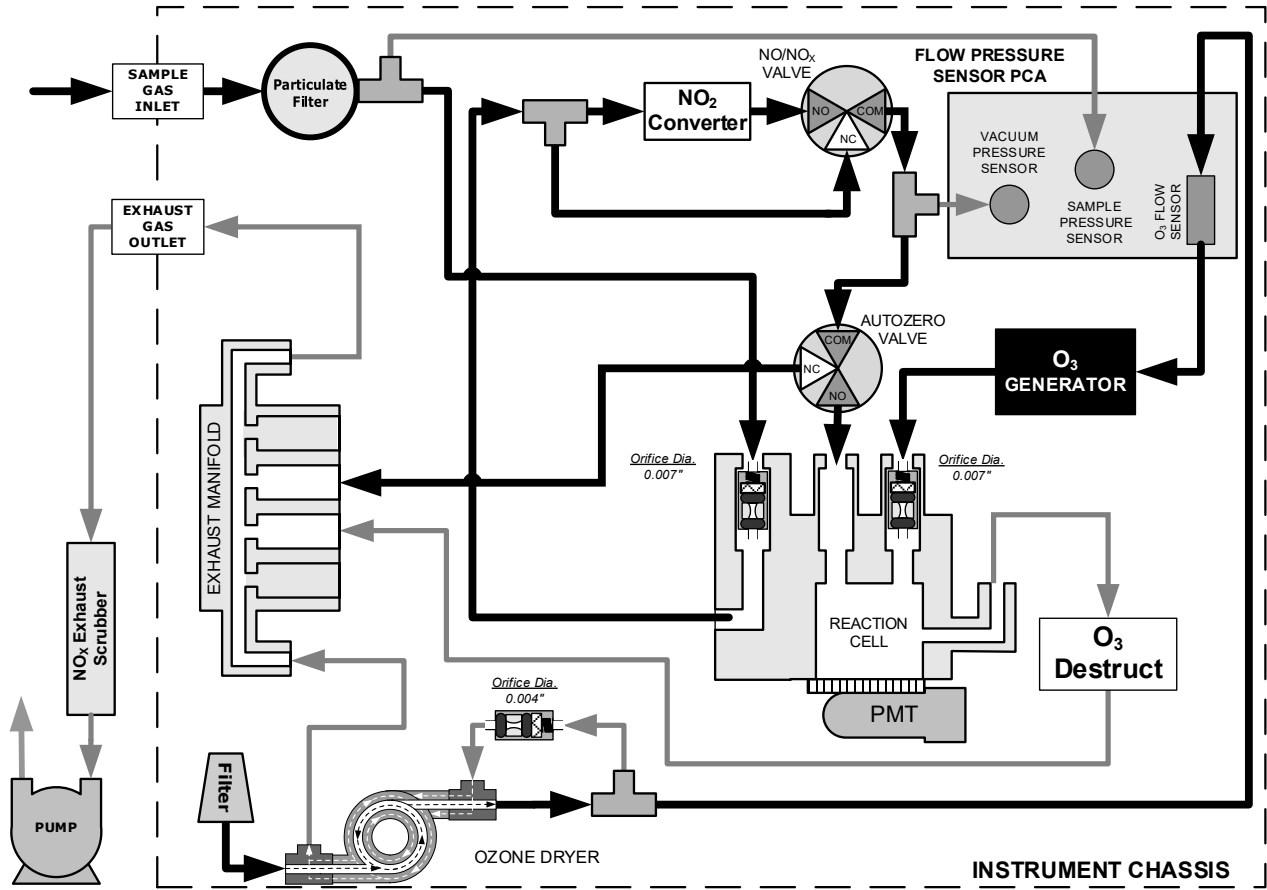 SAMPLE
GAS
INLET
Particulate
Filter
NO/NOX
VALVE
FLOW PRESSURE
SENSOR PCA
NO2
Converter
NO
COM
NC
VACUUM
PRESSURE
SENSOR
SAMPLE
PRESSURE
SENSOR
O3 FLOW
SENSOR
EXHAUST
GAS
OUTLET
AUTOZERO
VALVE
COM
NC
NO
O3
GENERATOR
EXHAUST MANIFOLD
Orifice Dia.
0.007"
Orifice Dia.
0.007"
NOX Exhaust
Scrubber
REACTION
CELL
O3
Destruct
Orifice Dia.
0.004"
PMT
Filter
PUMP
OZONE DRYER
INSTRUMENT CHASSIS